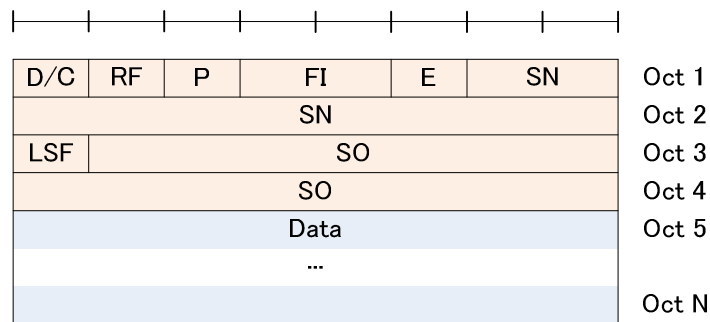 D/C RF P FI E SN Oct 1
SN Oct 2
LSF SO Oct 3
SO Oct 4
Data Oct 5
...
Oct N